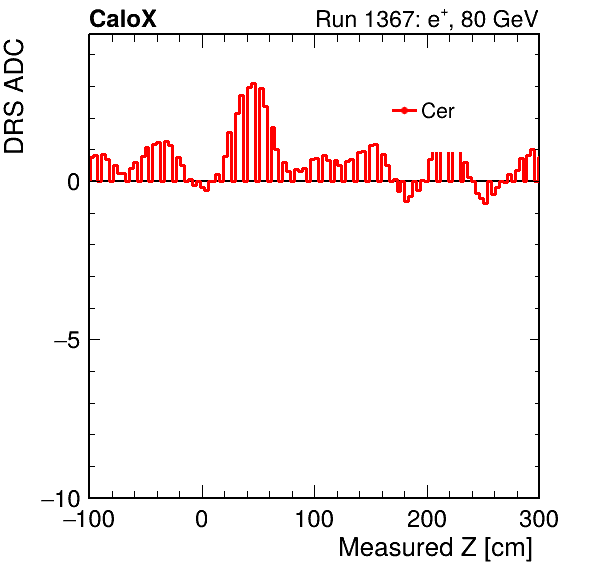 CaloX Run 1367: e⁺, 80 GeV
DRS ADC
Cer
0
−5
−10
−100 0 100 200 300
Measured Z [cm]